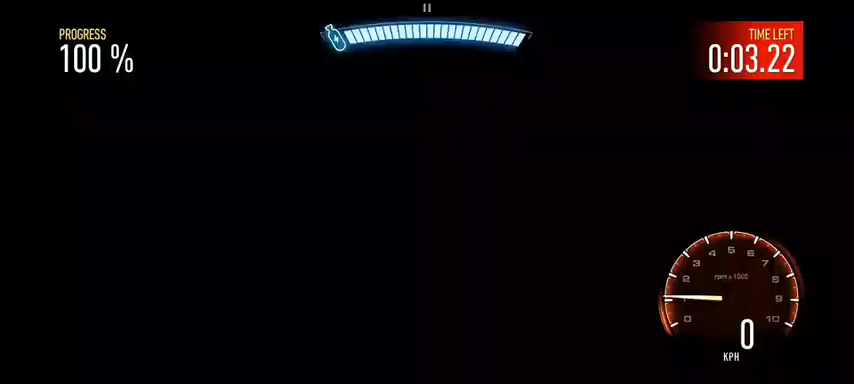 PROGRESS
100 %
TIME LEFT
0:03.22
0 1 2 3 4 5 6 7 8 9 10
rpm x 1000
0
KPH